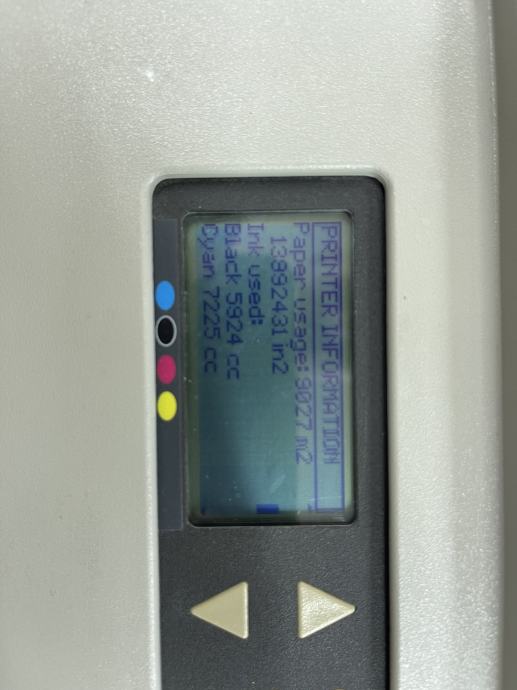 PRINTER INFORMATION
Paper usage: 9027 m2
13992431 in2
Ink used:
Black 5924 cc
Cyan 7225 cc